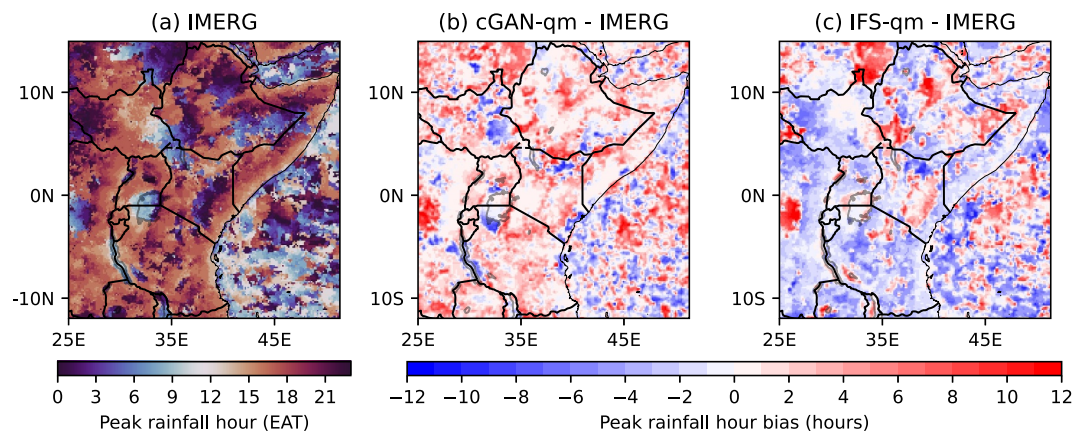 (a) IMERG
(b) cGAN-qm - IMERG
(c) IFS-qm - IMERG
10N
0N
-10N
25E 35E 45E
10N
0N
10S
25E 35E 45E
10N
0N
10S
25E 35E 45E
0 3 6 9 12 15 18 21
Peak rainfall hour (EAT)
−12 −10 −8 −6 −4 −2 0 2 4 6 8 10 12
Peak rainfall hour bias (hours)